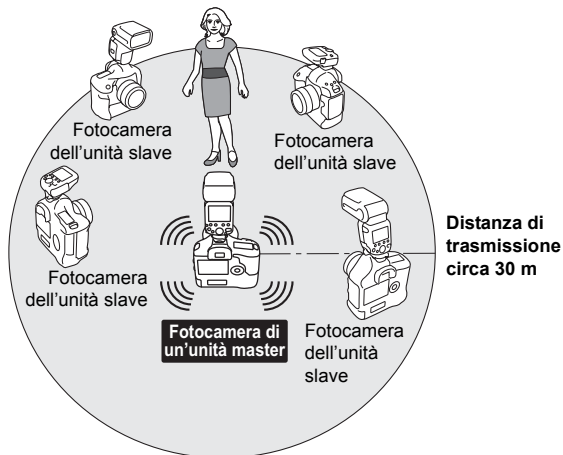 Fotocamera
dell'unità slave
Fotocamera
dell'unità slave
Fotocamera
dell'unità slave
Distanza di
trasmissione
circa 30 m
Fotocamera di
un'unità master
Fotocamera
dell'unità
slave